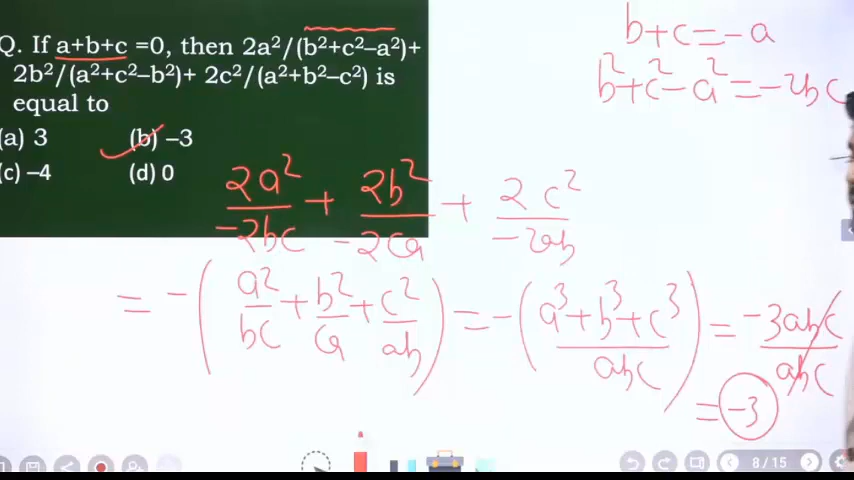 Q. If a+b+c =0, then 2a²/(b²+c²–a²)+
2b²/(a²+c²–b²)+ 2c²/(a²+b²–c²) is
equal to
(a) 3 (b) –3
(c) –4 (d) 0
b+c=-a
b²+c²-a²=-2bc
2a²/-2bc + 2b²/-2ca + 2c²/-2ab
= -(a²/bc + b²/ca + c²/ab) = -(a³+b³+c³/abc) = -3abc/abc
= -3
8/15